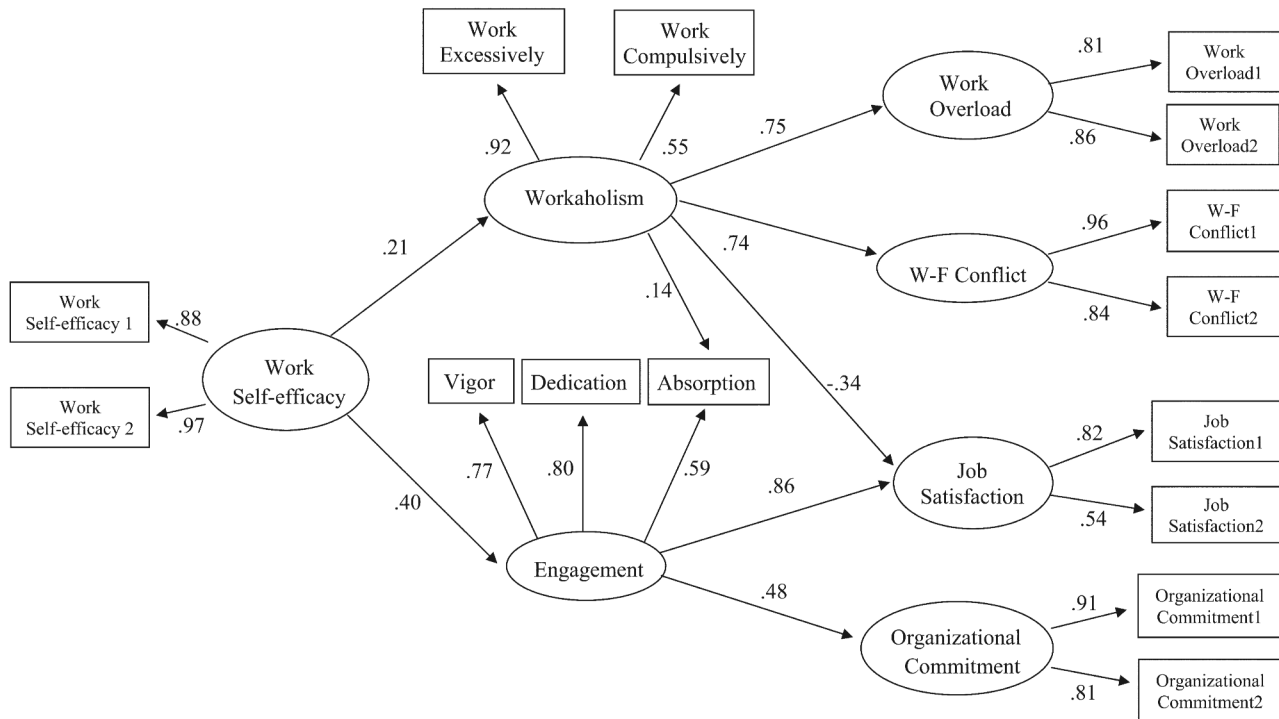 Work
Excessively
Work
Compulsively
.92
.55
Workaholism
.75
Work
Overload
.81
Work
Overload1
.86
Work
Overload2
.74
W-F Conflict
.96
W-F
Conflict1
.84
W-F
Conflict2
.21
.14
-.34
Work
Self-efficacy 1
.88
Work
Self-efficacy
Work
Self-efficacy 2
.97
Vigor
Dedication
Absorption
.77
.80
.59
.40
Engagement
.86
Job
Satisfaction
.82
Job
Satisfaction1
.54
Job
Satisfaction2
.48
Organizational
Commitment
.91
Organizational
Commitment1
.81
Organizational
Commitment2